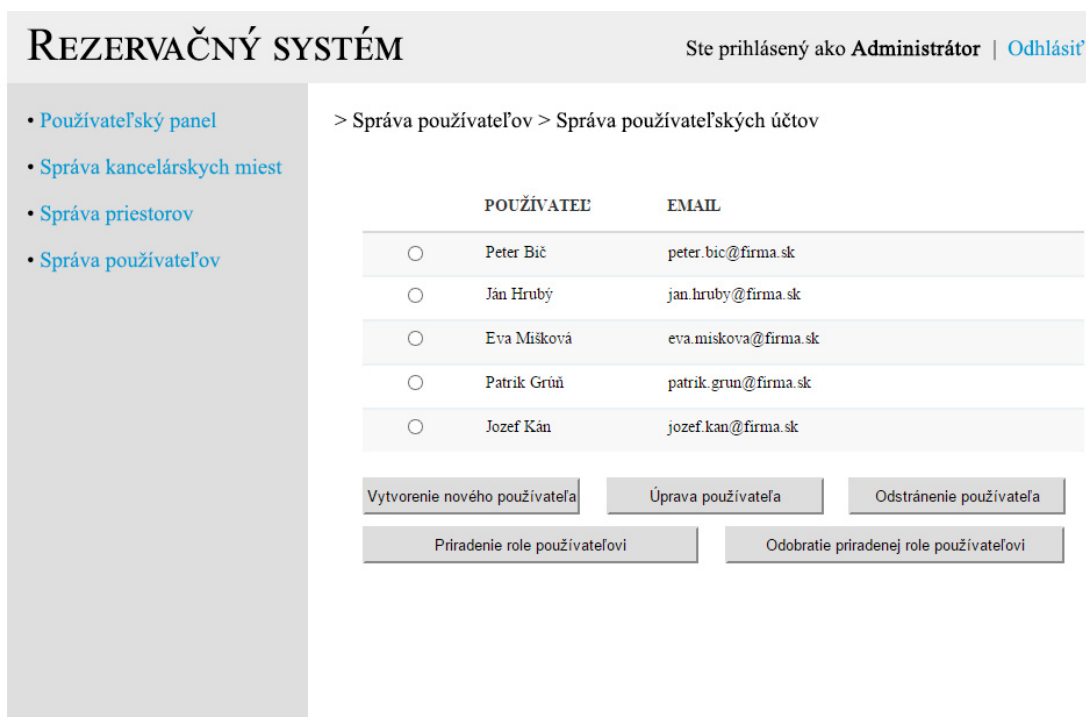 REZERVAČNÝ SYSTÉM
Ste prihlásený ako Administrátor | Odhlásiť
• Používateľský panel
• Správa kancelárskych miest
• Správa priestorov
• Správa používateľov
> Správa používateľov > Správa používateľských účtov
POUŽÍVATEĽ EMAIL
Peter Bič peter.bic@firma.sk
Ján Hrubý jan.hruby@firma.sk
Eva Mišková eva.miskova@firma.sk
Patrik Grúň patrik.grun@firma.sk
Jozef Kán jozef.kan@firma.sk
Vytvorenie nového používateľa Úprava používateľa Odstránenie používateľa
Priradenie role používateľovi Odobratie priradenej role používateľovi